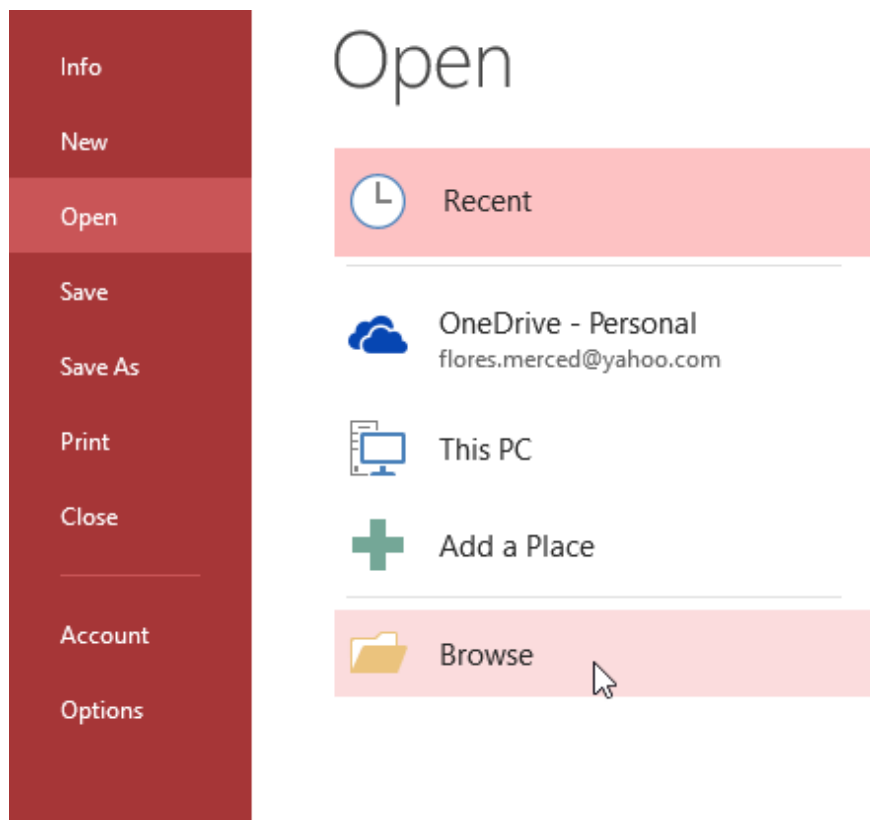 Info
New
Open
Save
Save As
Print
Close
Account
Options
Open
Recent
OneDrive - Personal
flores.merced@yahoo.com
This PC
Add a Place
Browse